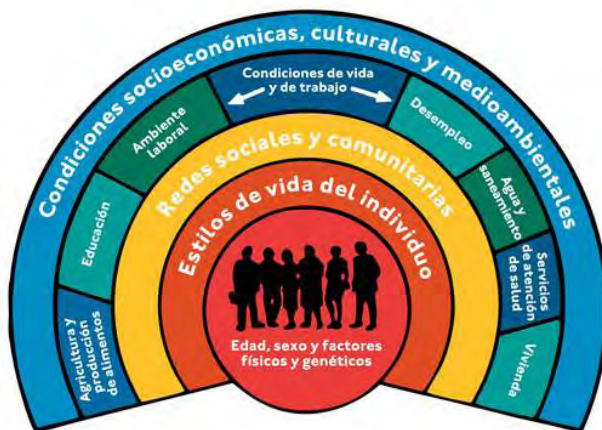 Condiciones socioeconómicas, culturales y medioambientales
Condiciones de vida
y de trabajo
Ambiente
laboral
Desempleo
Educación
Agua y
saneamiento
Agricultura y
producción
de alimentos
Servicios
de atención
de salud
Vivienda
Redes sociales y comunitarias
Estilos de vida del individuo
Edad, sexo y factores
físicos y genéticos